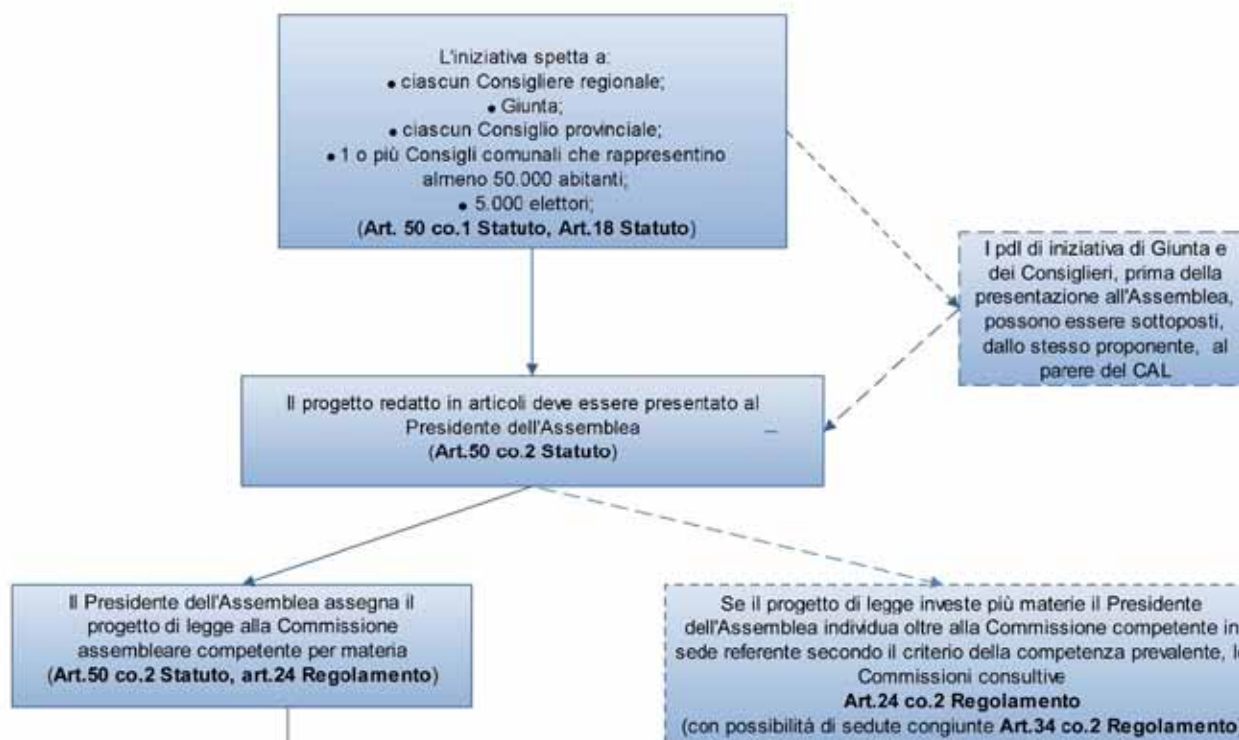 L'iniziativa spetta a:
• ciascun Consigliere regionale;
• Giunta;
• ciascun Consiglio provinciale;
• 1 o più Consigli comunali che rappresentino
almeno 50.000 abitanti;
• 5.000 elettori;
(Art. 50 co.1 Statuto, Art.18 Statuto)
I pdl di iniziativa di Giunta e
dei Consiglieri, prima della
presentazione all'Assemblea,
possono essere sottoposti,
dallo stesso proponente, al
parere del CAL
Il progetto redatto in articoli deve essere presentato al
Presidente dell'Assemblea
(Art.50 co.2 Statuto)
Il Presidente dell'Assemblea assegna il
progetto di legge alla Commissione
assembleare competente per materia
(Art.50 co.2 Statuto, art.24 Regolamento)
Se il progetto di legge investe più materie il Presidente
dell'Assemblea individua oltre alla Commissione competente in
sede referente secondo il criterio della competenza prevalente,
Commissioni consultive
Art.24 co.2 Regolamento
(con possibilità di sedute congiunte Art.34 co.2 Regolamento)